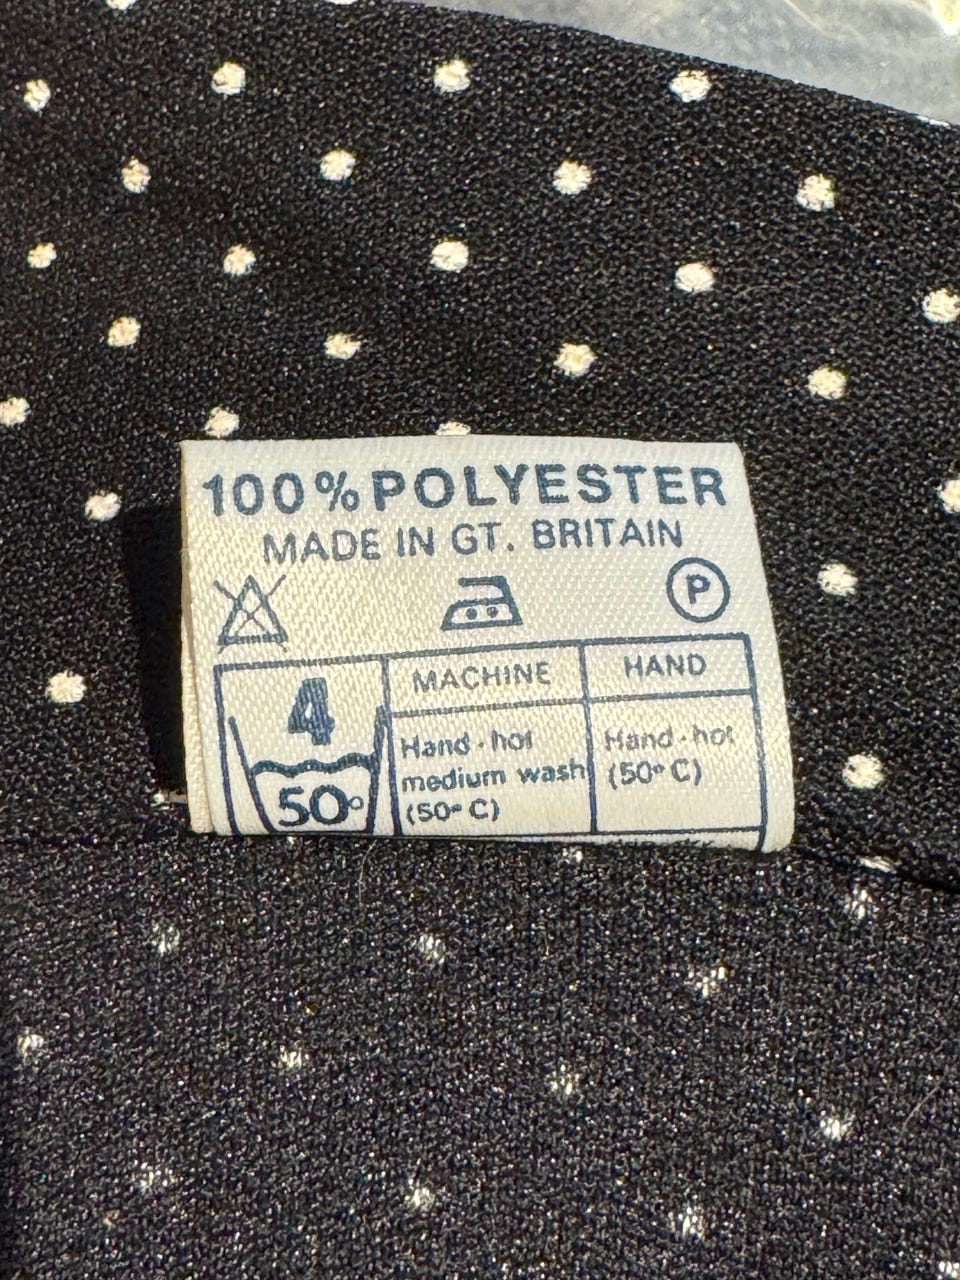 100% POLYESTER
MADE IN GT. BRITAIN
P
4
50°
MACHINE
HAND
Hand-hot
medium wash
(50° C)
Hand-hot
(50° C)